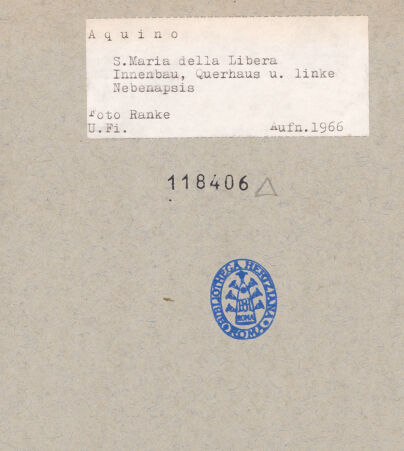 A q u i n o
S.Maria della Libera
Innenbau, Querhaus u. linke
Nebenapsis
Foto Ranke
U.Fi. Aufn.1966
118406
BIBLIOTHECA HERTZIANA
ROMA